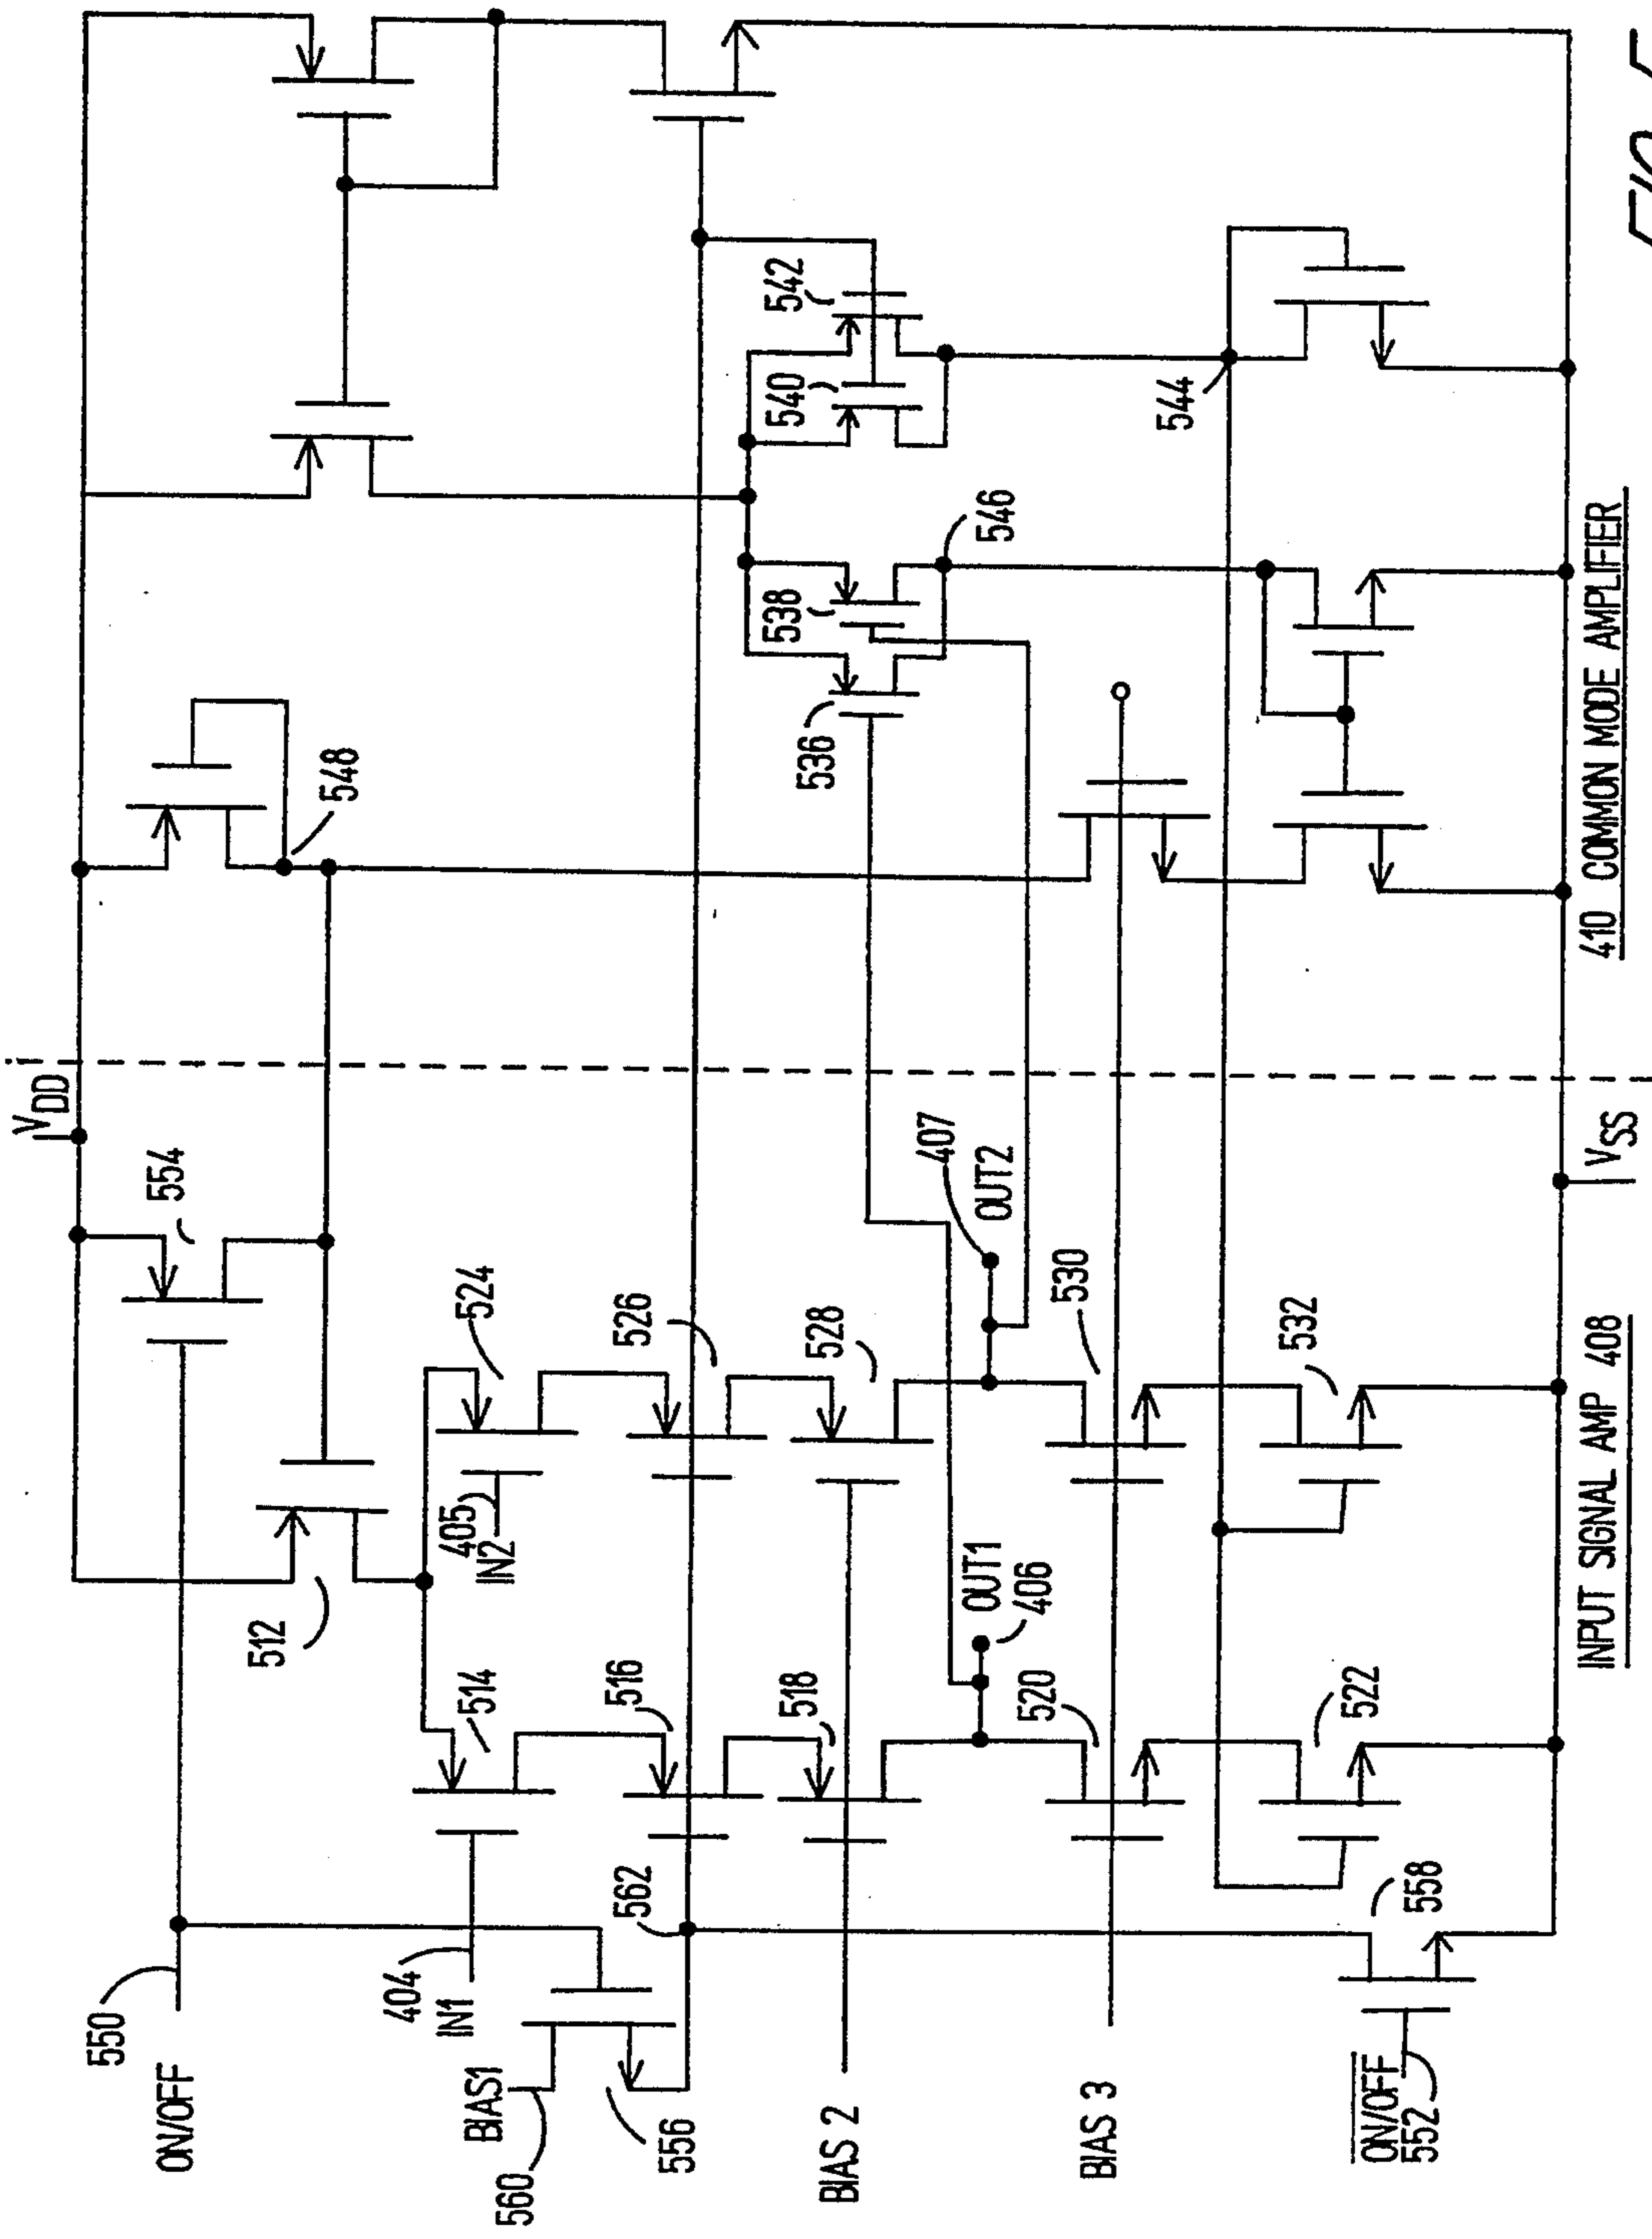 550
ON/OFF
404
IN1
BIAS1
560
556
562
BIAS 2
BIAS 3
ON/OFF
552
558
512
514
516
518
OUT1
406
520
522
INPUT SIGNAL AMP 408
554
524
405
IN2
526
528
407
OUT2
530
532
VDD
VSS
548
536
538
546
540
542
544
410 COMMON MODE AMPLIFIER